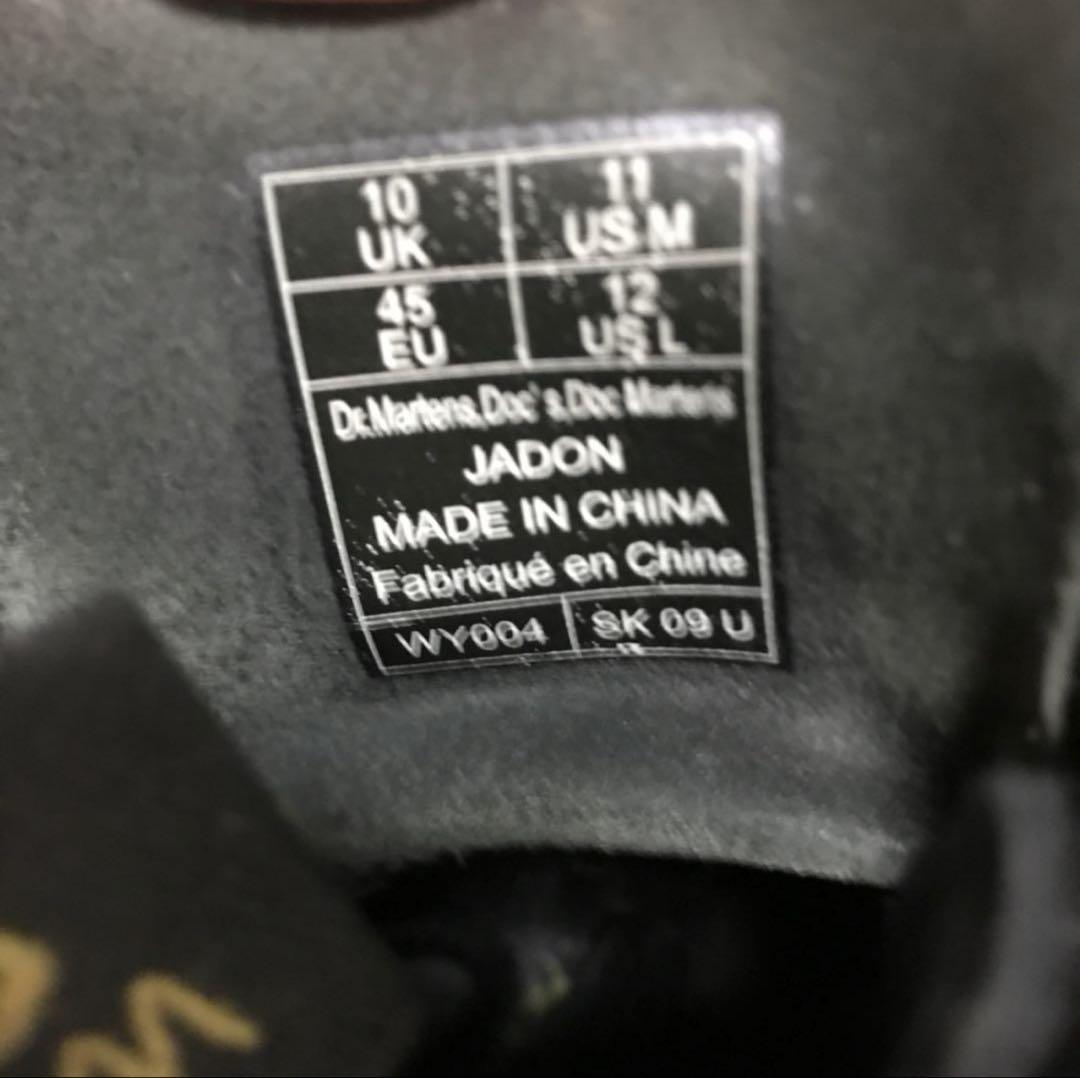 10
UK
11
US M
45
EU
12
US L
Dr.Martens,Doc's,Doc Martens
JADON
MADE IN CHINA
Fabriqué en Chine
WY004
SK 09 U